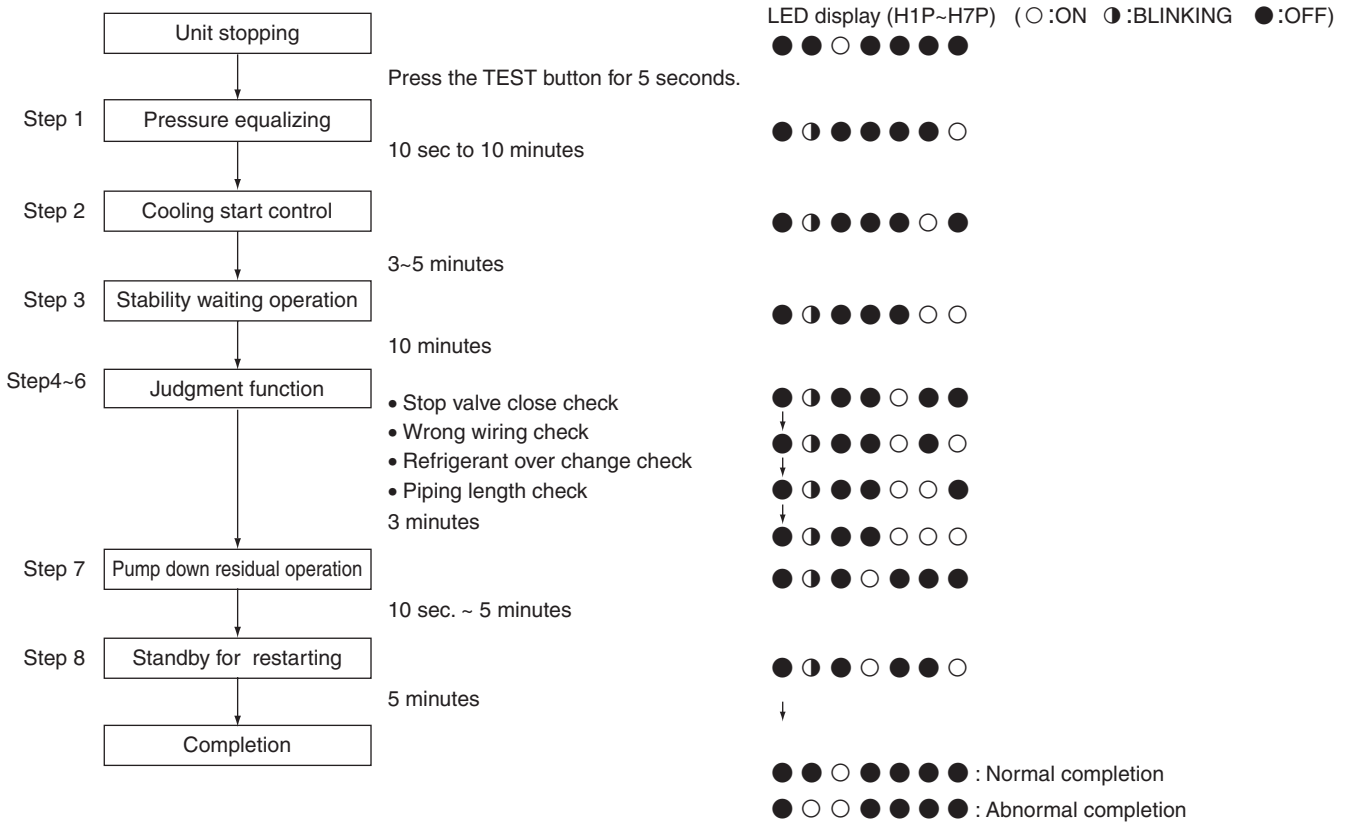 LED display (H1P~H7P) ( ○ :ON ◑ :BLINKING ● :OFF)
Unit stopping
● ● ○ ● ● ● ●
Press the TEST button for 5 seconds.
Step 1 Pressure equalizing
● ◑ ● ● ● ● ○
10 sec to 10 minutes
Step 2 Cooling start control
● ◑ ● ● ● ○ ●
3~5 minutes
Step 3 Stability waiting operation
● ◑ ● ● ● ○ ○
10 minutes
Step4~6 Judgment function
• Stop valve close check
● ◑ ● ● ○ ● ●
• Wrong wiring check
● ◑ ● ● ○ ● ○
• Refrigerant over change check
• Piping length check
● ◑ ● ● ○ ○ ●
3 minutes
● ◑ ● ● ○ ○ ○
Step 7 Pump down residual operation
● ◑ ● ○ ● ● ●
10 sec. ~ 5 minutes
Step 8 Standby for restarting
● ◑ ● ○ ● ● ○
5 minutes
Completion
● ● ○ ● ● ● ● : Normal completion
● ○ ○ ● ● ● ● : Abnormal completion